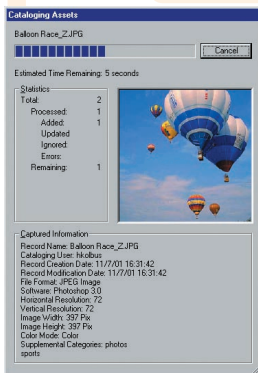 Cataloging Assets
Balloon Race_Z.JPG
Cancel
Estimated Time Remaining: 5 seconds
Statistics
Total: 2
Processed: 1
Added: 1
Updated
Ignored:
Errors:
Remaining: 1
Captured Information
Record Name: Balloon Race_Z.JPG
Cataloging User: hkolbus
Record Creation Date: 11/7/01 16:31:42
Record Modification Date: 11/7/01 16:31:42
File Format: JPEG Image
Software: Photoshop 3.0
Horizontal Resolution: 72
Vertical Resolution: 72
Image Width: 397 Pix
Image Height: 397 Pix
Color Mode: Color
Supplemental Categories: photos
sports